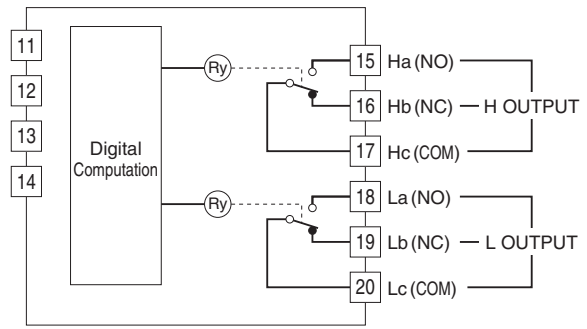 11
12
13
14
Digital
Computation
Ry
Ry
15 Ha (NO)
16 Hb (NC) H OUTPUT
17 Hc (COM)
18 La (NO)
19 Lb (NC) L OUTPUT
20 Lc (COM)